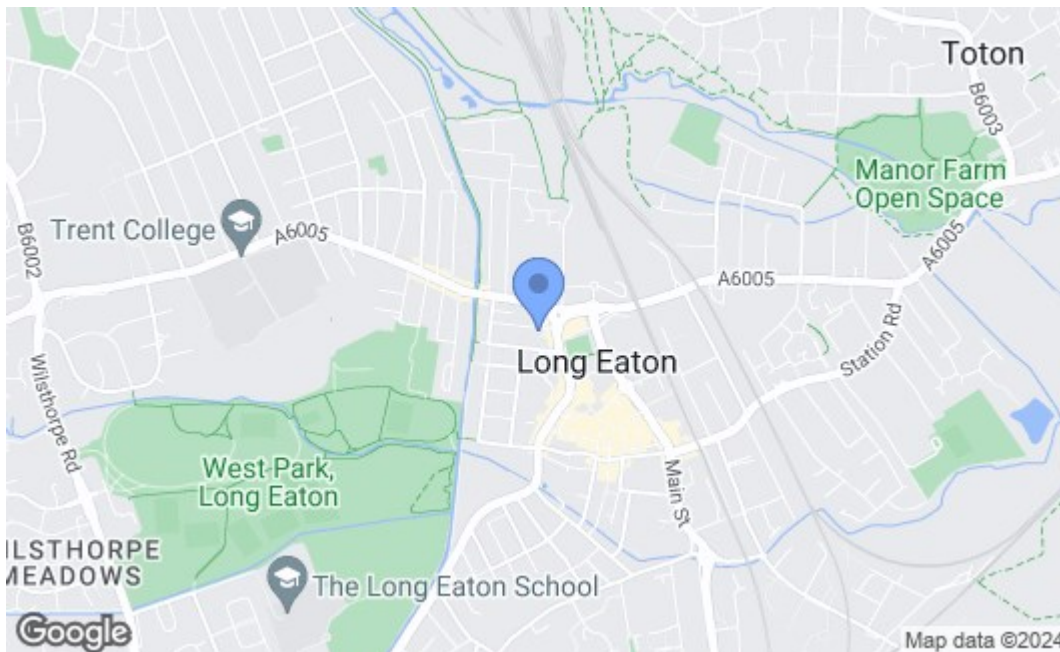 Toton
B6003
Manor Farm
Open Space
Trent College
A6005
B6002
A6005
A6005
Long Eaton
Station Rd
Wilsthorpe Rd
West Park,
Long Eaton
Main St
ILSTHORPE
MEADOWS
The Long Eaton School
Google
Map data ©2024